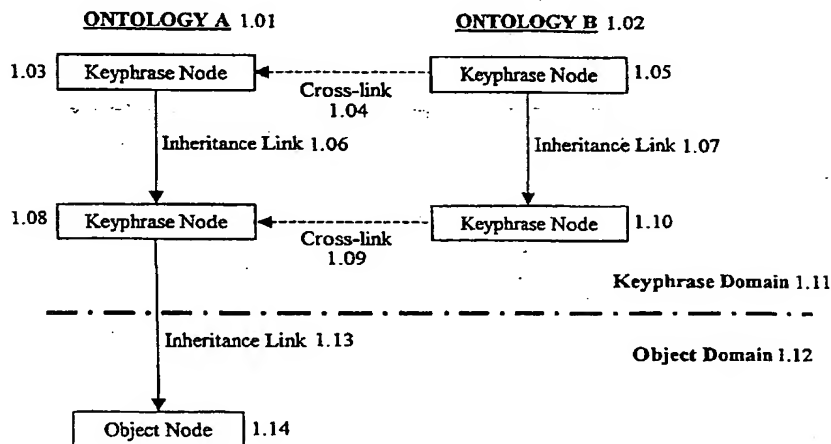 ONTOLOGY A 1.01 ONTOLOGY B 1.02
1.03 Keyphrase Node Keyphrase Node 1.05
Cross-link
1.04
Inheritance Link 1.06 Inheritance Link 1.07
1.08 Keyphrase Node Keyphrase Node 1.10
Cross-link
1.09
Keyphrase Domain 1.11
Inheritance Link 1.13
Object Domain 1.12
Object Node 1.14